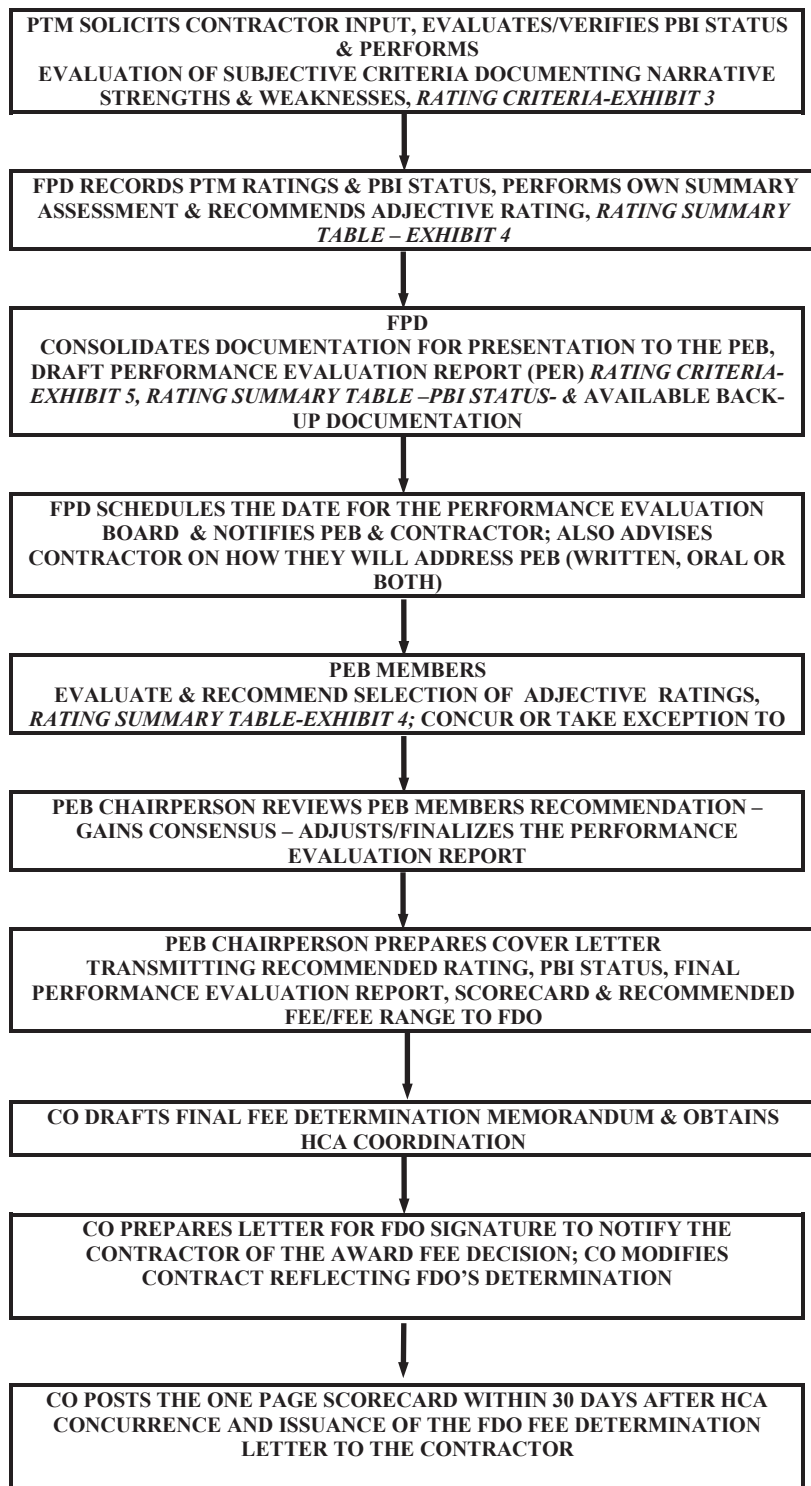 PTM SOLICITS CONTRACTOR INPUT, EVALUATES/VERIFIES PBI STATUS
& PERFORMS
EVALUATION OF SUBJECTIVE CRITERIA DOCUMENTING NARRATIVE
STRENGTHS & WEAKNESSES, RATING CRITERIA-EXHIBIT 3
FPD RECORDS PTM RATINGS & PBI STATUS, PERFORMS OWN SUMMARY
ASSESSMENT & RECOMMENDS ADJECTIVE RATING, RATING SUMMARY
TABLE – EXHIBIT 4
FPD
CONSOLIDATES DOCUMENTATION FOR PRESENTATION TO THE PEB,
DRAFT PERFORMANCE EVALUATION REPORT (PER) RATING CRITERIA-
EXHIBIT 5, RATING SUMMARY TABLE –PBI STATUS- & AVAILABLE BACK-
UP DOCUMENTATION
FPD SCHEDULES THE DATE FOR THE PERFORMANCE EVALUATION
BOARD & NOTIFIES PEB & CONTRACTOR; ALSO ADVISES
CONTRACTOR ON HOW THEY WILL ADDRESS PEB (WRITTEN, ORAL OR
BOTH)
PEB MEMBERS
EVALUATE & RECOMMEND SELECTION OF ADJECTIVE RATINGS,
RATING SUMMARY TABLE-EXHIBIT 4; CONCUR OR TAKE EXCEPTION TO
PEB CHAIRPERSON REVIEWS PEB MEMBERS RECOMMENDATION –
GAINS CONSENSUS – ADJUSTS/FINALIZES THE PERFORMANCE
EVALUATION REPORT
PEB CHAIRPERSON PREPARES COVER LETTER
TRANSMITTING RECOMMENDED RATING, PBI STATUS, FINAL
PERFORMANCE EVALUATION REPORT, SCORECARD & RECOMMENDED
FEE/FEE RANGE TO FDO
CO DRAFTS FINAL FEE DETERMINATION MEMORANDUM & OBTAINS
HCA COORDINATION
CO PREPARES LETTER FOR FDO SIGNATURE TO NOTIFY THE
CONTRACTOR OF THE AWARD FEE DECISION; CO MODIFIES
CONTRACT REFLECTING FDO'S DETERMINATION
CO POSTS THE ONE PAGE SCORECARD WITHIN 30 DAYS AFTER HCA
CONCURRENCE AND ISSUANCE OF THE FDO FEE DETERMINATION
LETTER TO THE CONTRACTOR